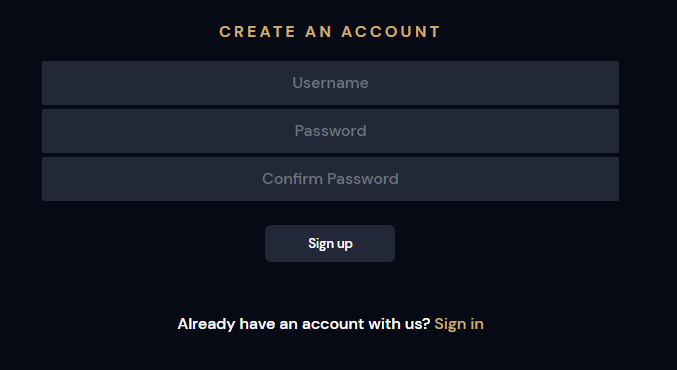 CREATE AN ACCOUNT
Username
Password
Confirm Password
Sign up
Already have an account with us? Sign in